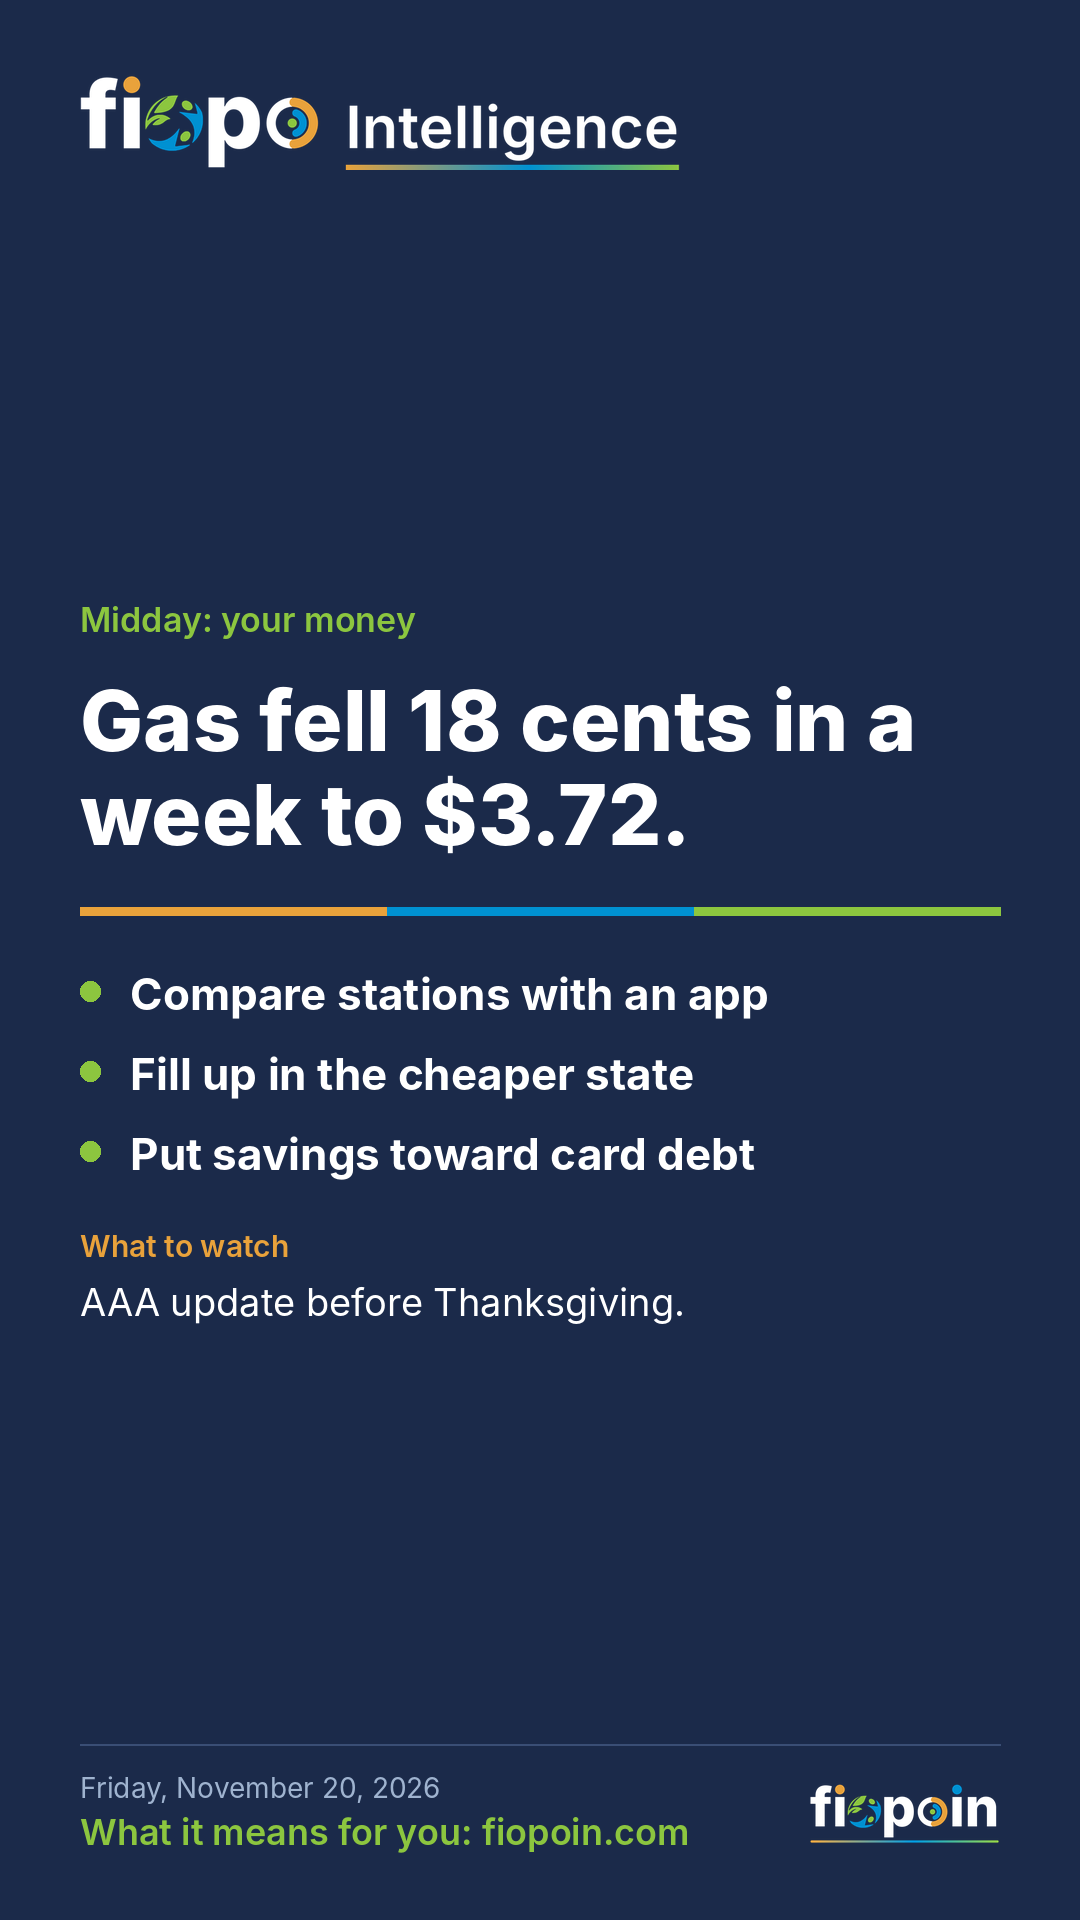 fiopo Intelligence
Midday: your money
Gas fell 18 cents in a
week to $3.72.
Compare stations with an app
Fill up in the cheaper state
Put savings toward card debt
What to watch
AAA update before Thanksgiving.
Friday, November 20, 2026
What it means for you: fiopoin.com
fiopoin